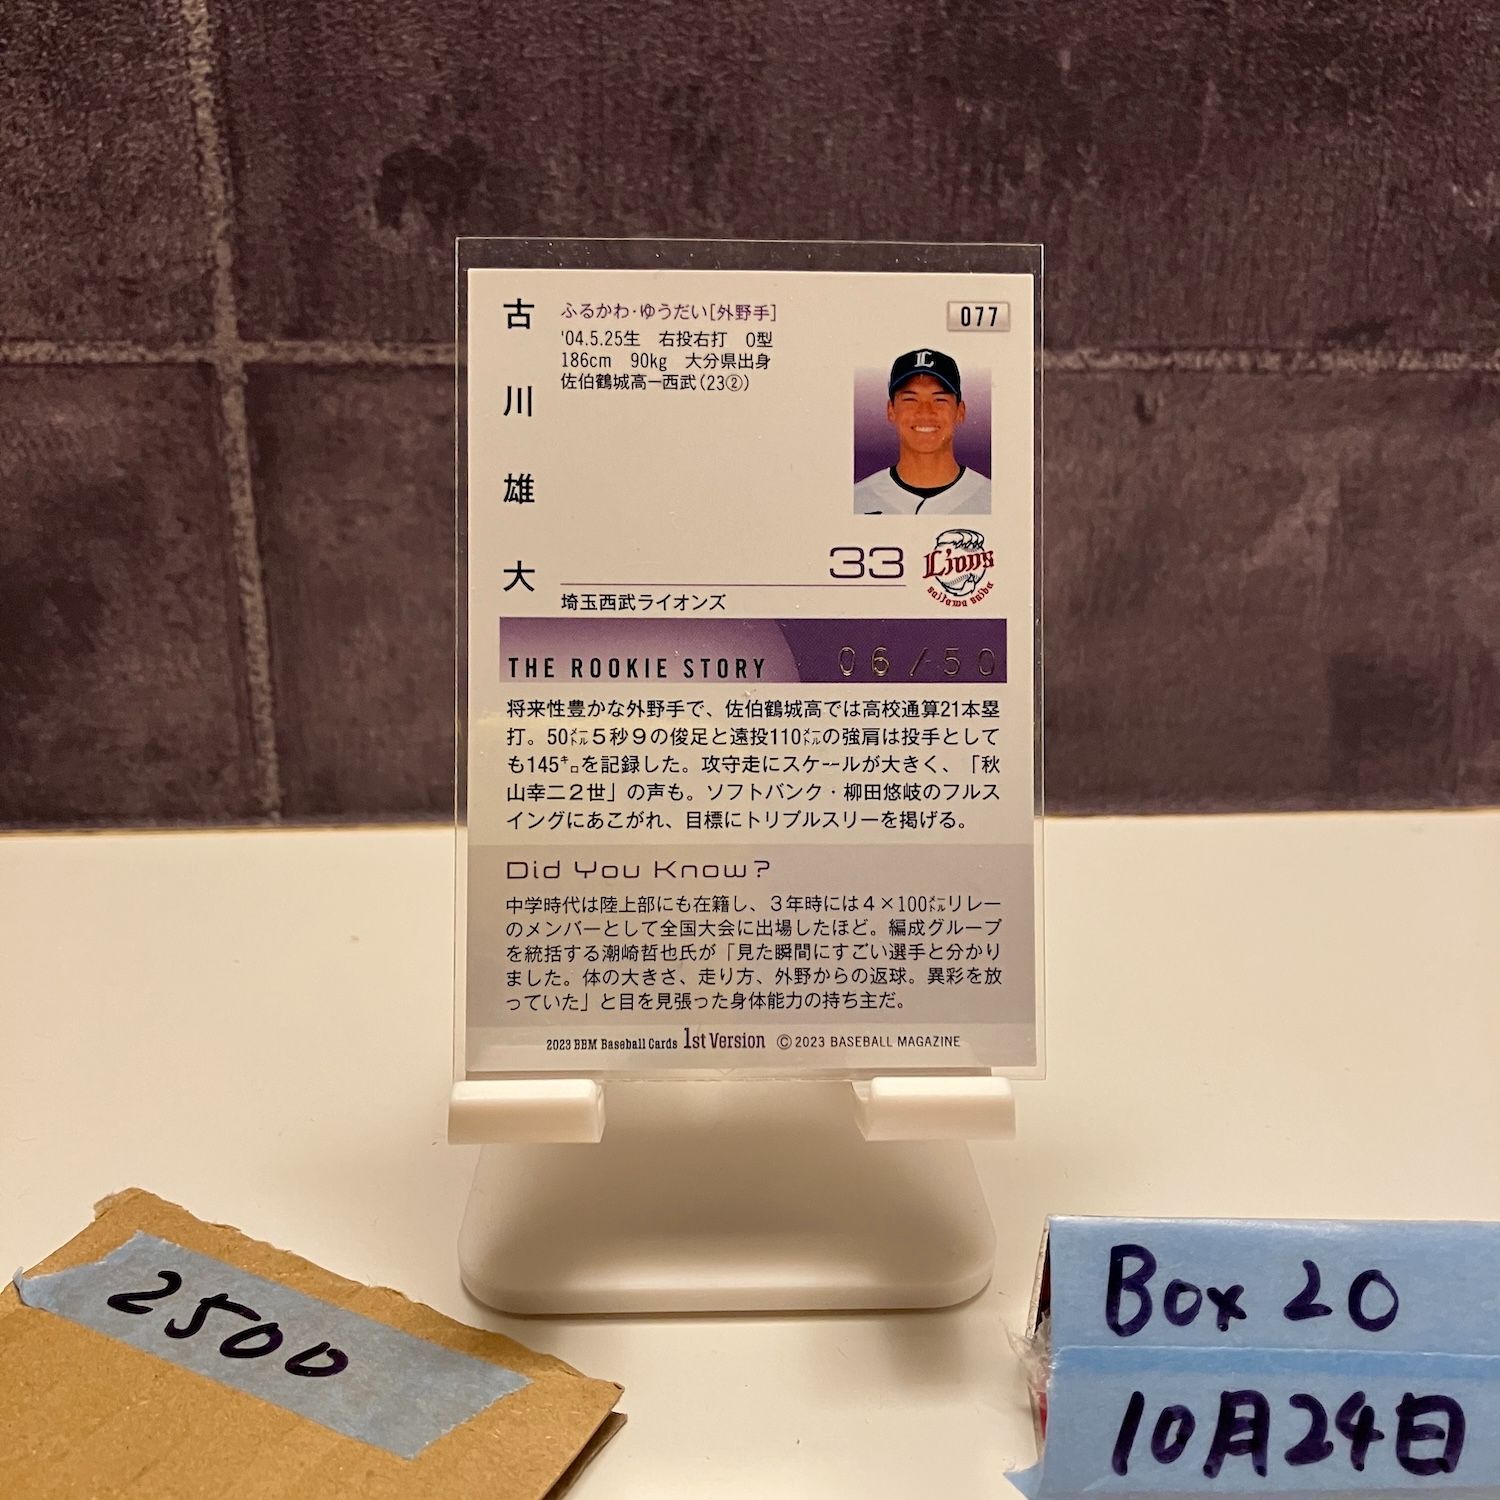 古川雄大
ふるかわ・ゆうだい[外野手]
'04.5.25生 右投右打 O型
186cm 90kg 大分県出身
佐伯鶴城高ー西武(23②)
077
L
33
Lions
saitama seibu
埼玉西武ライオンズ
THE ROOKIE STORY
06/50
将来性豊かな外野手で、佐伯鶴城高では高校通算21本塁
打。50㍍５秒９の俊足と遠投110㍍の強肩は投手として
も145㌔を記録した。攻守走にスケールが大きく、「秋
山幸二２世」の声も。ソフトバンク・柳田悠岐のフルス
イングにあこがれ、目標にトリプルスリーを掲げる。
Did You Know?
中学時代は陸上部にも在籍し、３年時には４×100㍍リレー
のメンバーとして全国大会に出場したほど。編成グループ
を統括する潮崎哲也氏が「見た瞬間にすごい選手と分かり
ました。体の大きさ、走り方、外野からの返球。異彩を放
っていた」と目を見張った身体能力の持ち主だ。
2023 BBM Baseball Cards 1st Version ©2023 BASEBALL MAGAZINE
2500
Box 20
10月24日